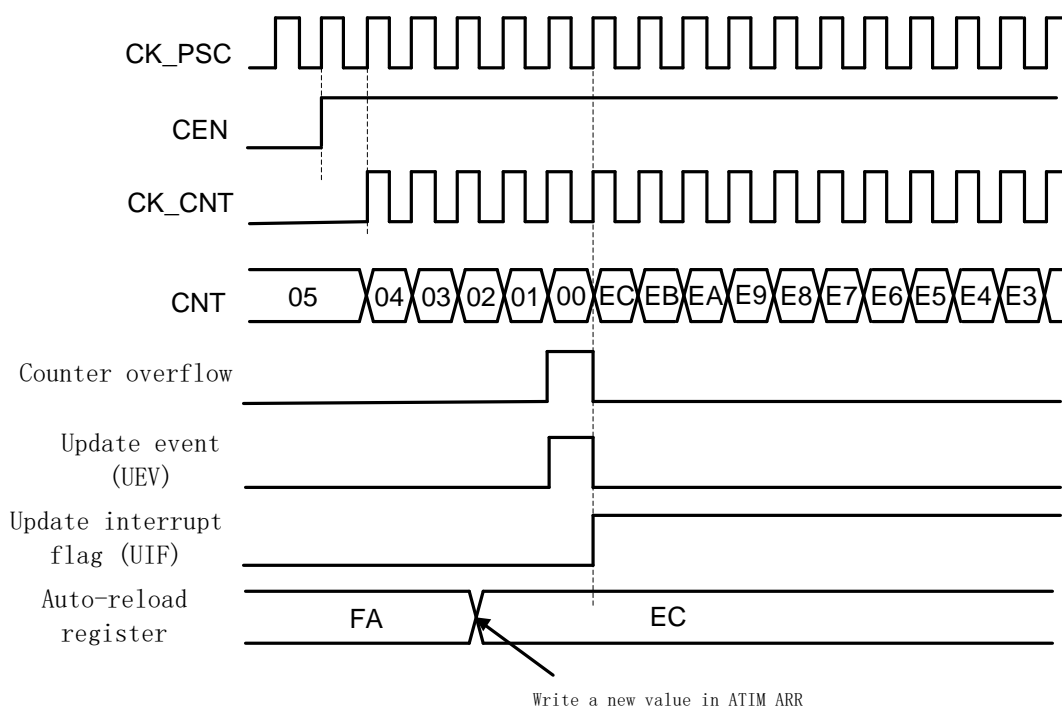 CK_PSC
CEN
CK_CNT
CNT 05 04 03 02 01 00 EC EB EA E9 E8 E7 E6 E5 E4 E3
Counter overflow
Update event
(UEV)
Update interrupt
flag (UIF)
Auto-reload
register
FA EC
Write a new value in ATIM ARR